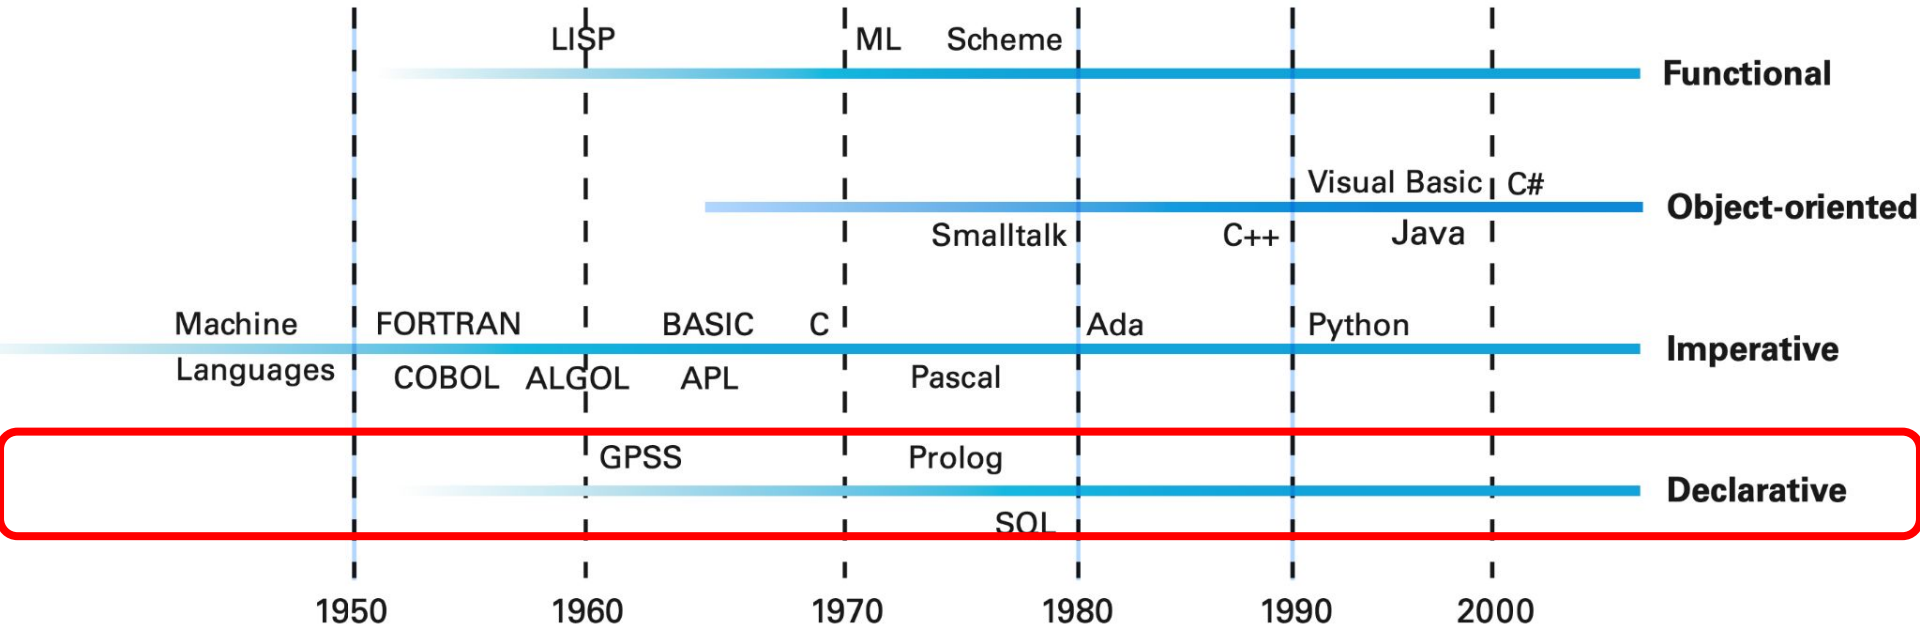 LISP ML Scheme
Functional
Visual Basic C#
Object-oriented
Smalltalk C++ Java
Machine FORTRAN BASIC C Ada Python
Imperative
Languages COBOL ALGOL APL Pascal
GPSS Prolog
Declarative
SQL
1950 1960 1970 1980 1990 2000